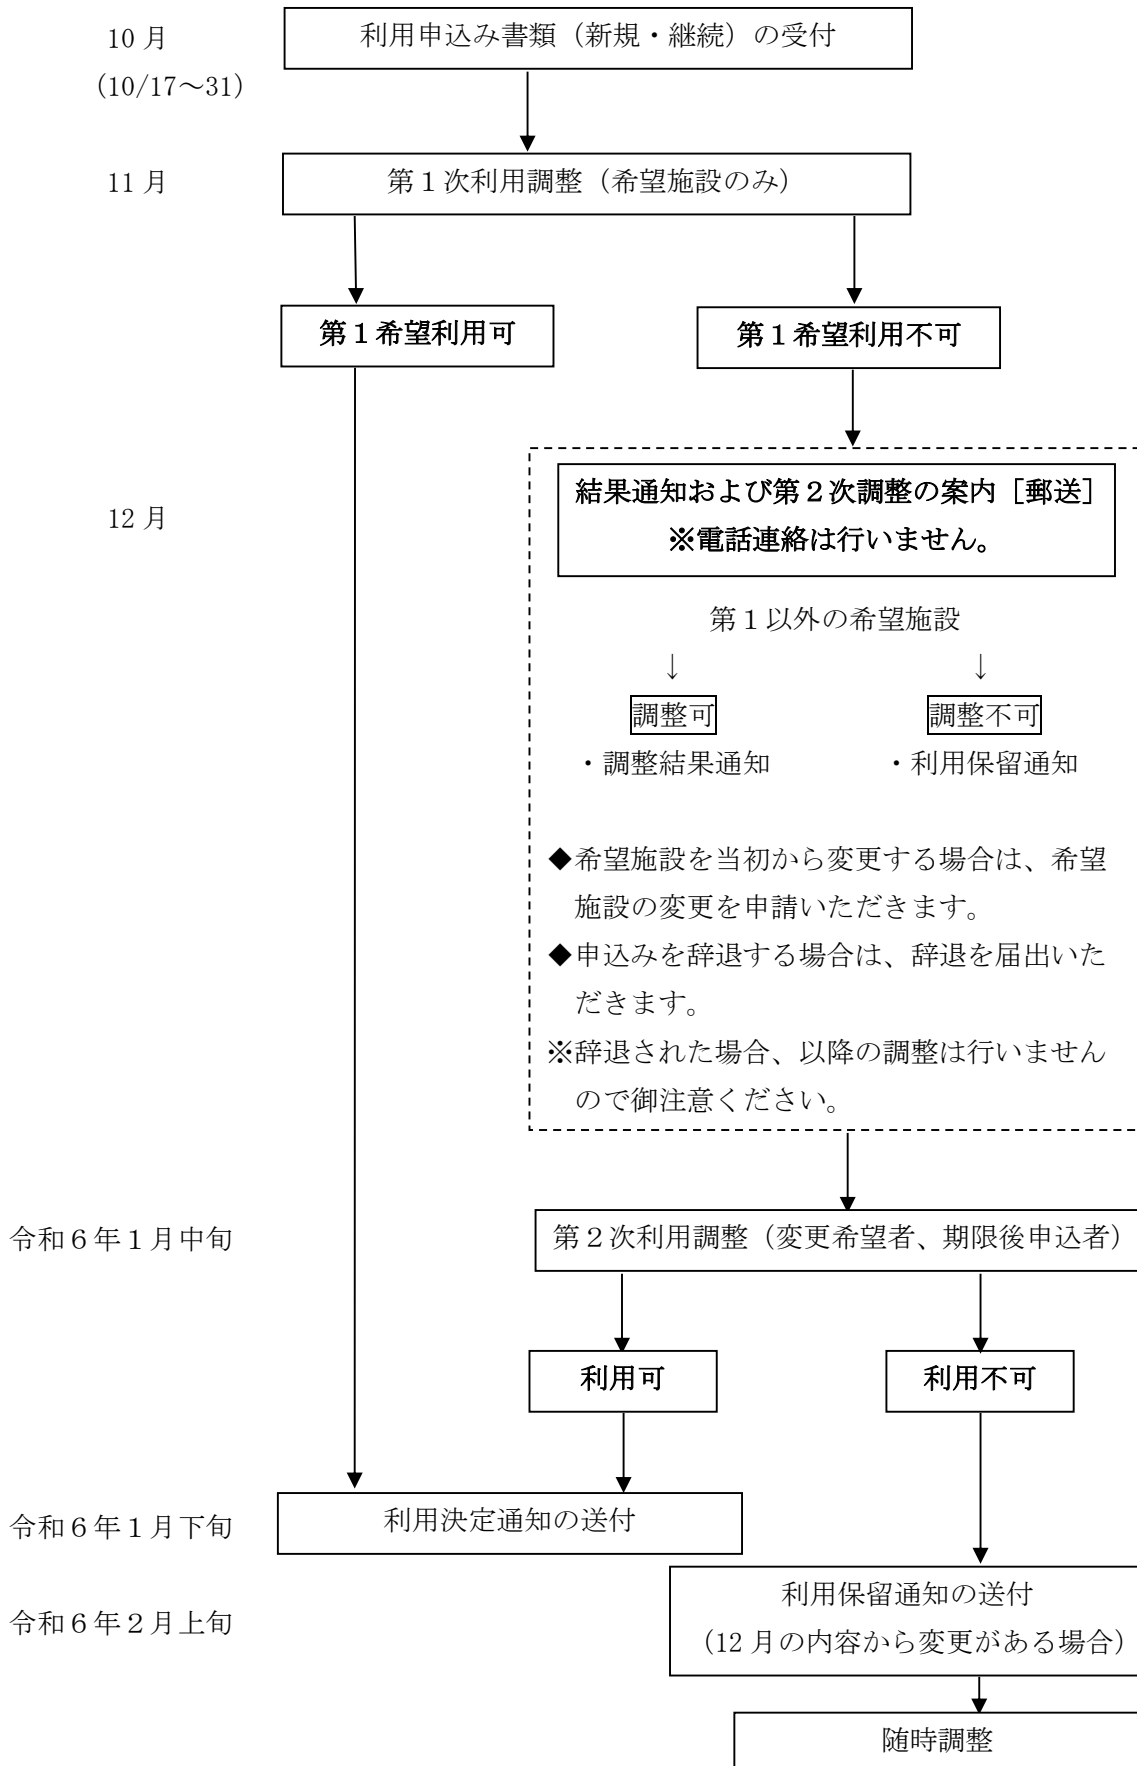 10 月
利用申込み書類（新規・継続）の受付
（10/17～31）
11 月
第１次利用調整（希望施設のみ）
第１希望利用可
第１希望利用不可
12 月
結果通知および第２次調整の案内［郵送］
※電話連絡は行いません。
第１以外の希望施設
↓ ↓
調整可
調整不可
・調整結果通知
・利用保留通知
◆希望施設を当初から変更する場合は、希望
施設の変更を申請いただきます。
◆申込みを辞退する場合は、辞退を届出いた
だきます。
※辞退された場合、以降の調整は行いません
ので御注意ください。
令和６年１月中旬
第２次利用調整（変更希望者、期限後申込者）
利用可
利用不可
令和６年１月下旬
利用決定通知の送付
令和６年２月上旬
利用保留通知の送付
（12 月の内容から変更がある場合）
随時調整